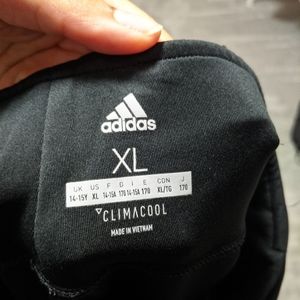 adidas
XL
UK US F D I E CON J
14-15Y XL 14-15A 170 14-15A 170 XL/TG 170
CLIMACOOL
MADE IN VIETNAM